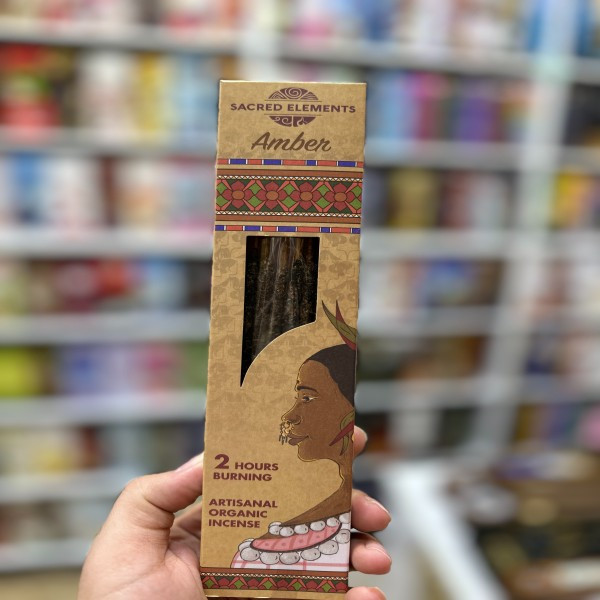 SACRED ELEMENTS
Amber
2 HOURS
BURNING
ARTISANAL
ORGANIC
INCENSE